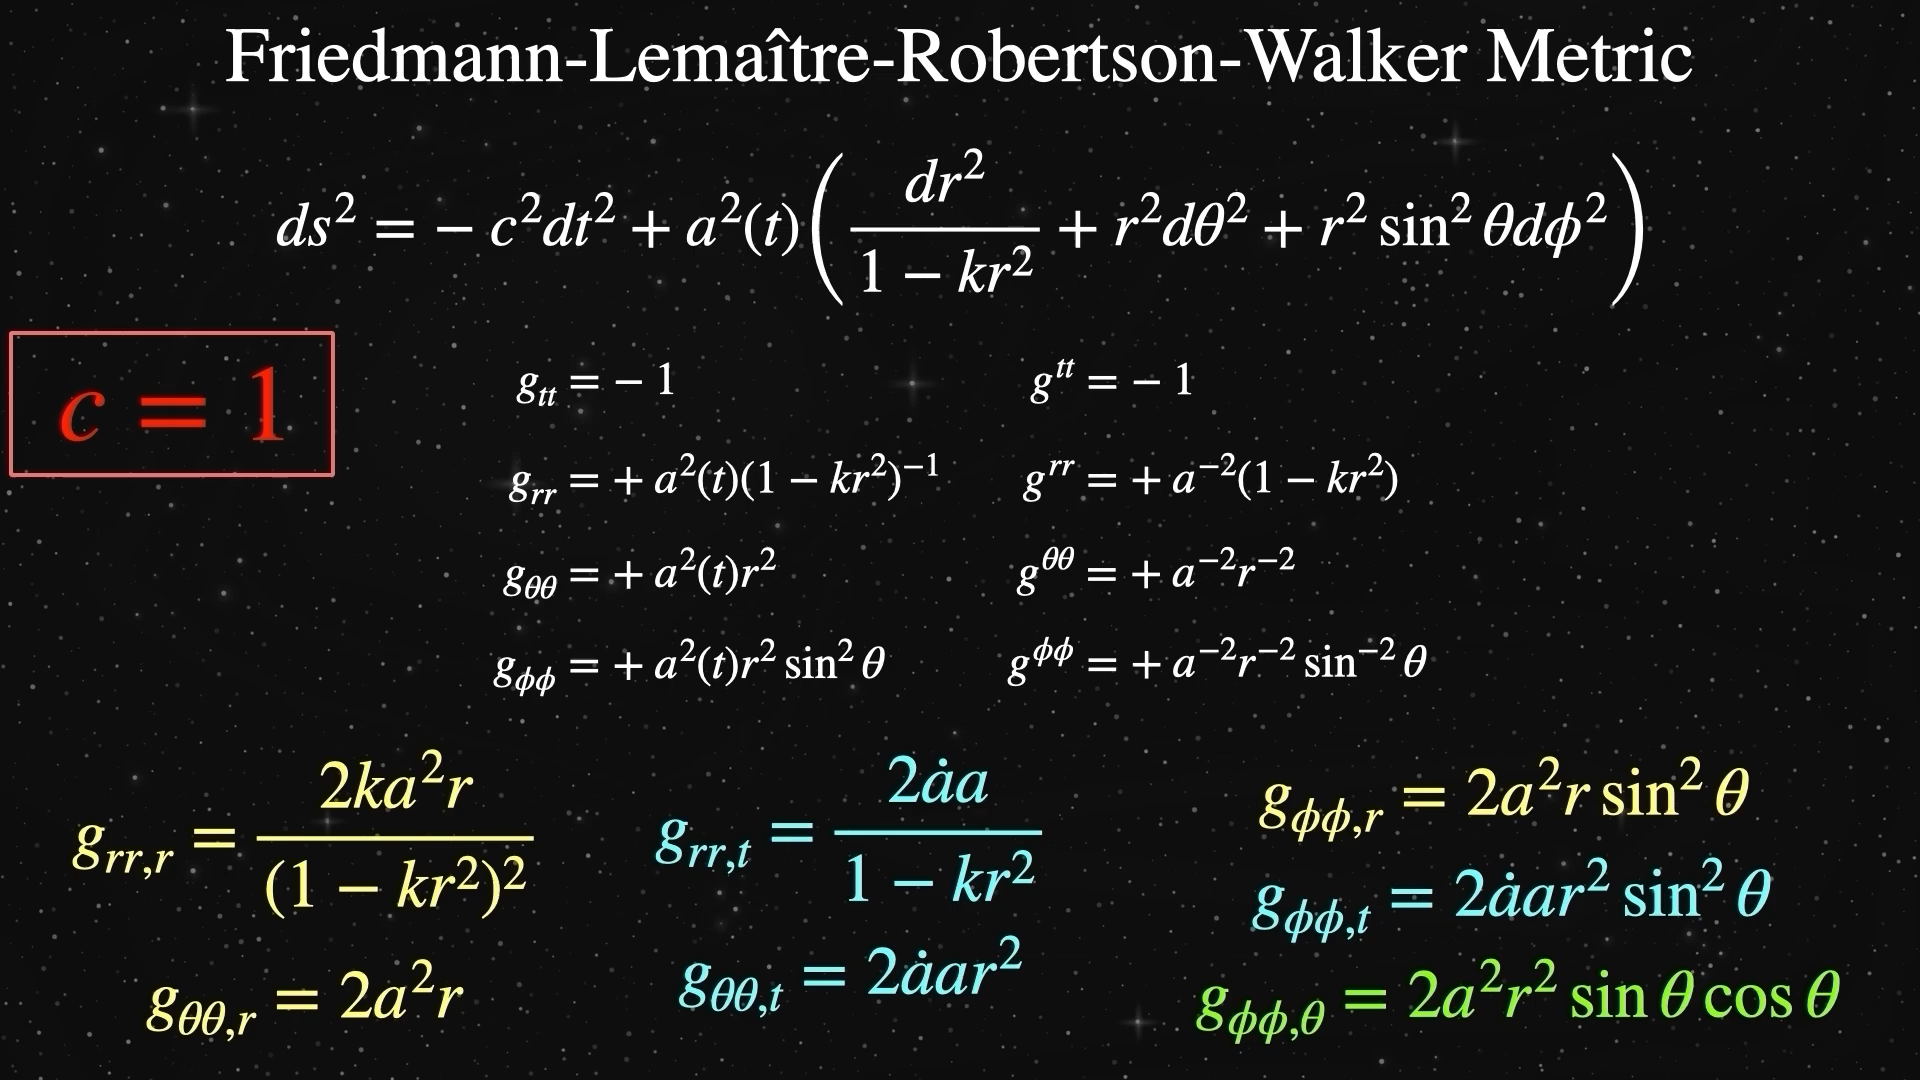 Friedmann-Lemaître-Robertson-Walker Metric
ds² = − c²dt² + a²(t)(dr²/(1 − kr²) + r²dθ² + r² sin² θdϕ²)
c = 1
g_tt = − 1
g^tt = − 1
g_rr = + a²(t)(1 − kr²)⁻¹
g^rr = + a⁻²(1 − kr²)
g_θθ = + a²(t)r²
g^θθ = + a⁻²r⁻²
g_ϕϕ = + a²(t)r² sin² θ
g^ϕϕ = + a⁻²r⁻² sin⁻² θ
g_rr,r = 2ka²r/(1 − kr²)²
g_θθ,r = 2a²r
g_rr,t = 2ȧa/(1 − kr²)
g_θθ,t = 2ȧar²
g_ϕϕ,r = 2a²r sin² θ
g_ϕϕ,t = 2ȧar² sin² θ
g_ϕϕ,θ = 2a²r² sin θ cos θ